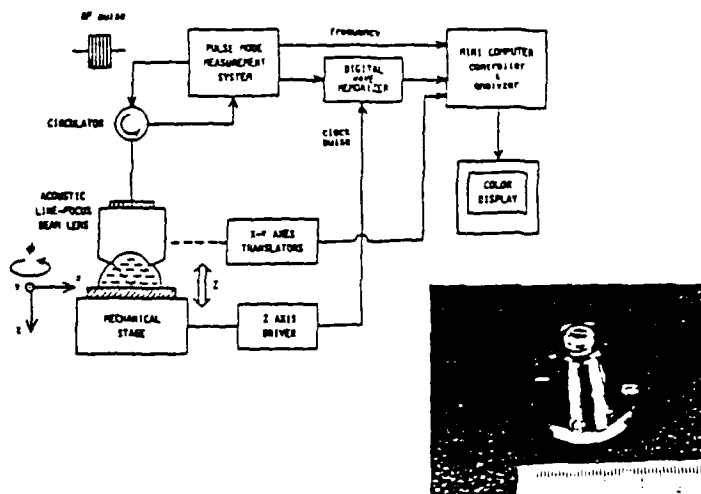 RF pulse
PULSE MODE
MEASUREMENT
SYSTEM
frequency
MINI COMPUTER
controller
&
analyzer
DIGITAL
WAVE
MEMORIZER
CIRCULATOR
clock
pulse
COLOR
DISPLAY
ACOUSTIC
LINE-FOCUS
BEAM LENS
X-Y AXES
TRANSLATORS
φ
Y
X
Z
Z
MECHANICAL
STAGE
Z AXIS
DRIVER